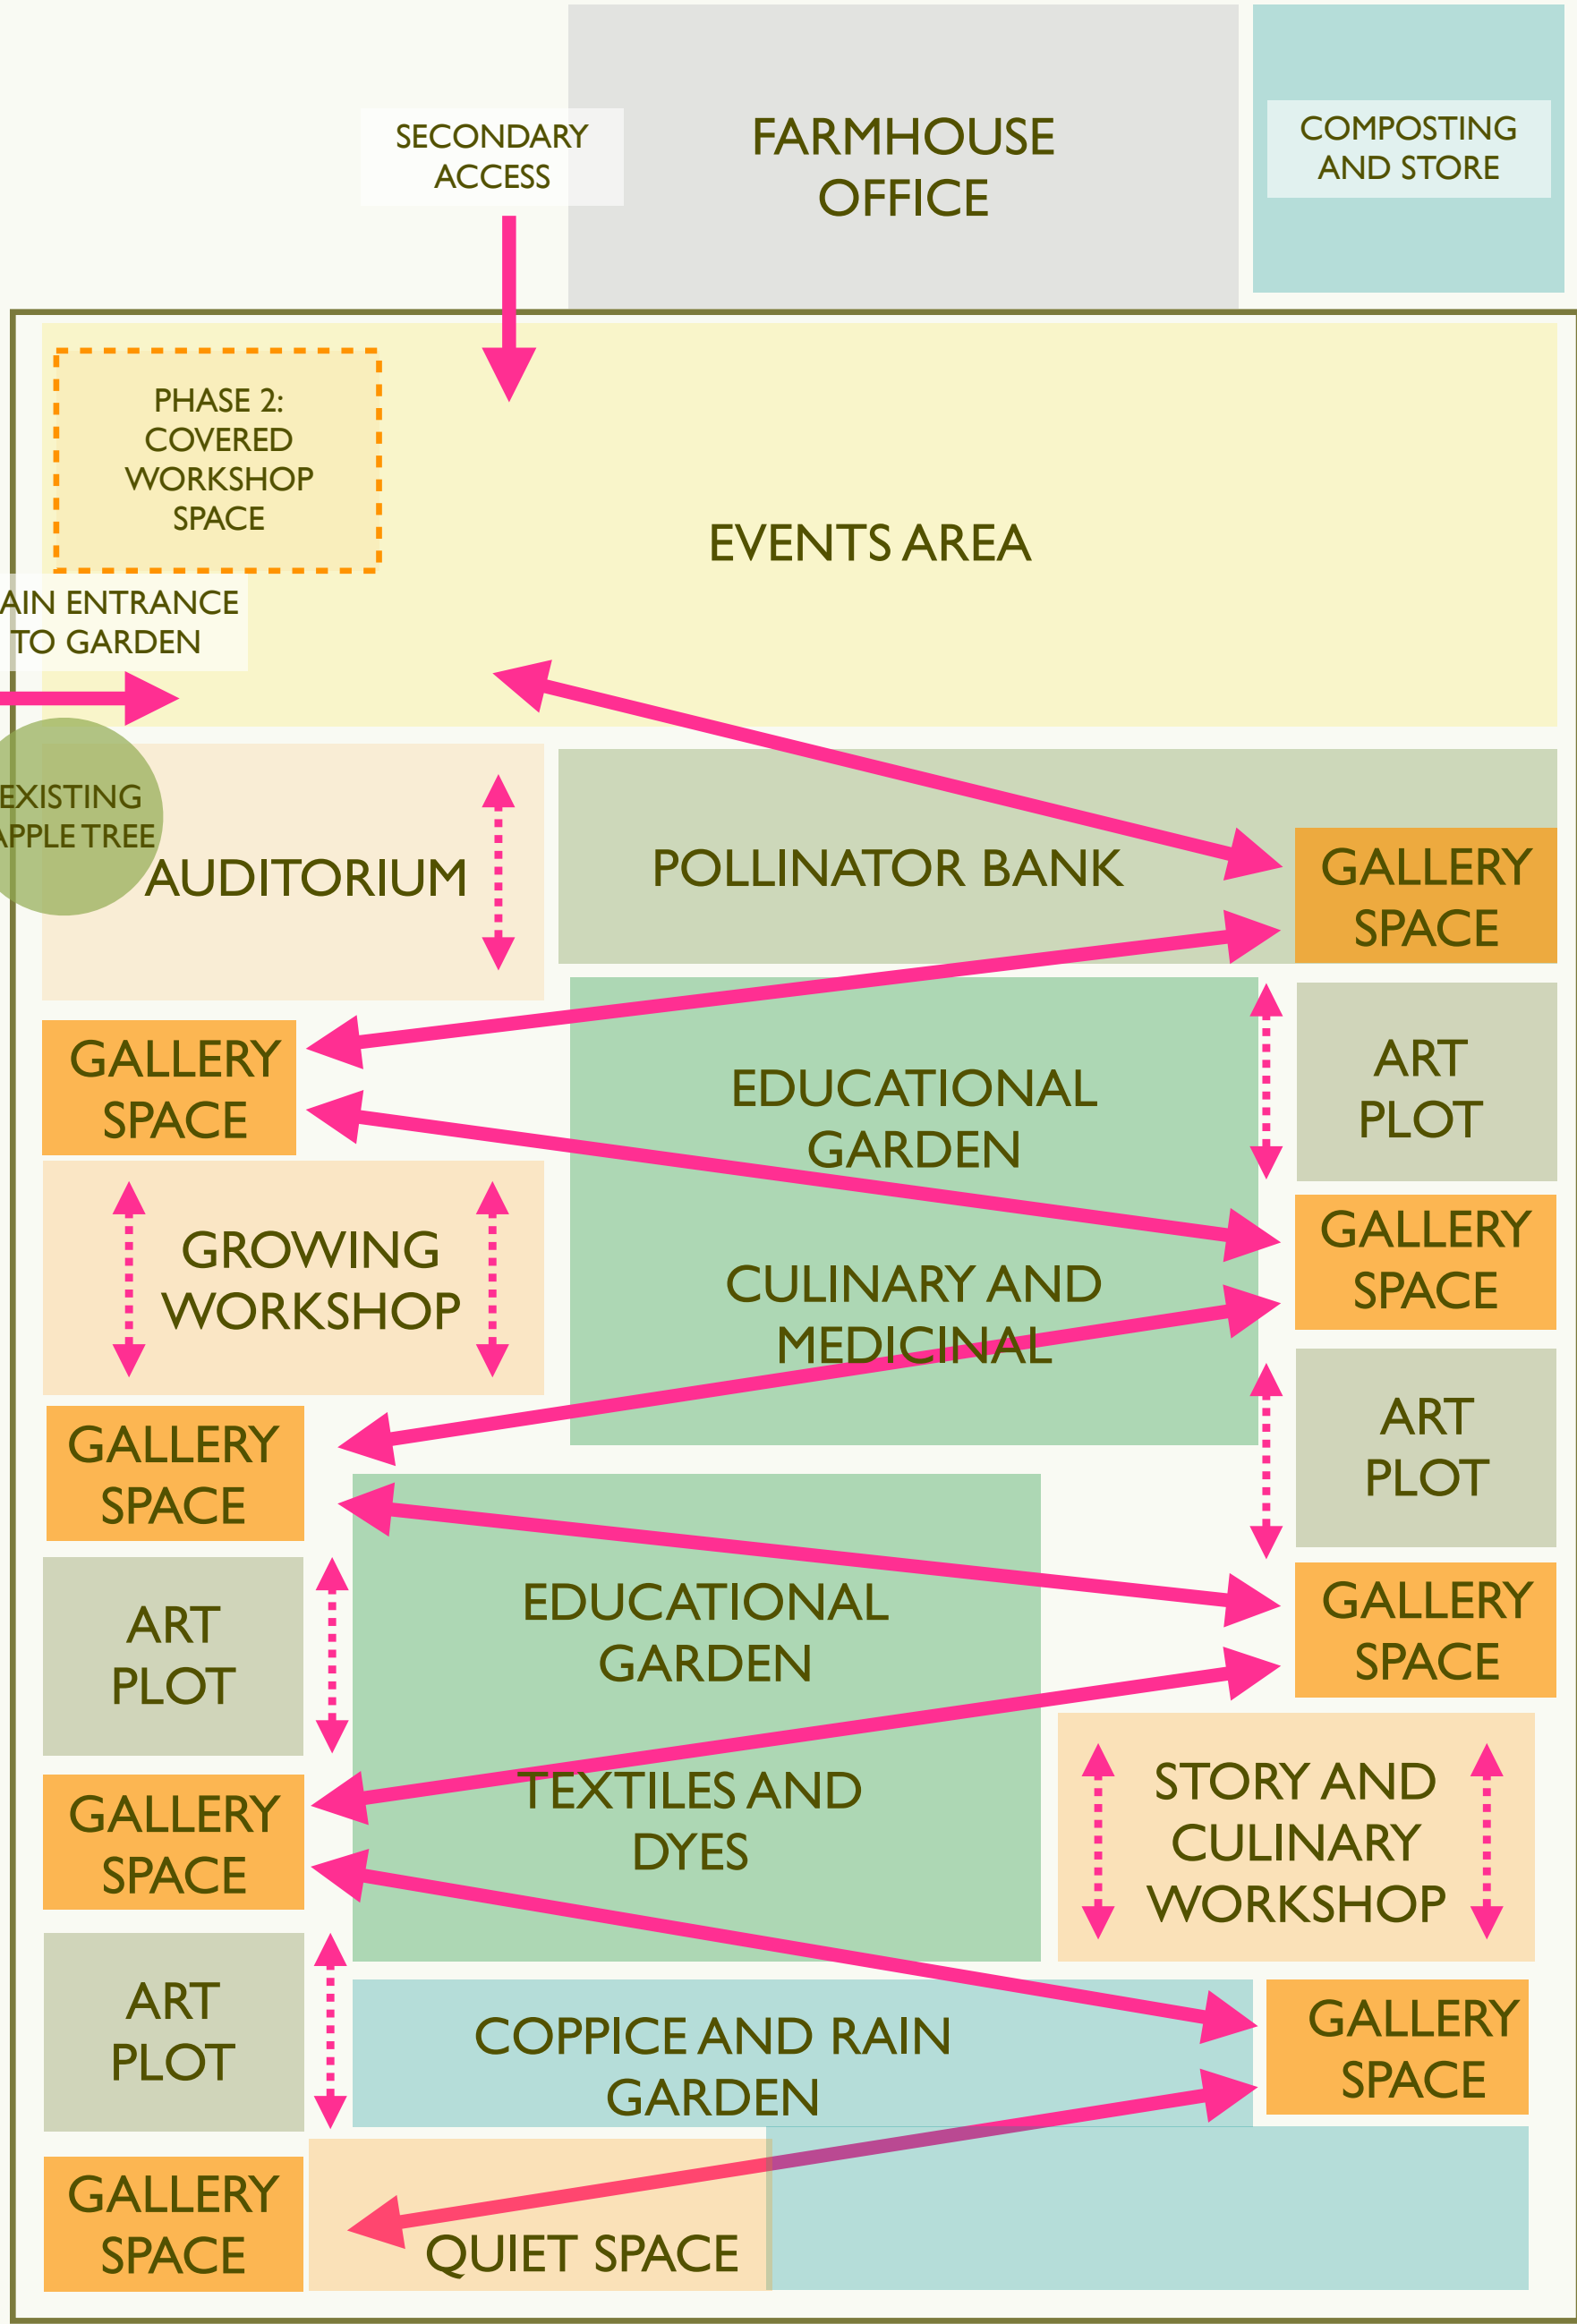 SECONDARY
ACCESS
FARMHOUSE
OFFICE
COMPOSTING
AND STORE
PHASE 2:
COVERED
WORKSHOP
SPACE
EVENTS AREA
AIN ENTRANCE
TO GARDEN
EXISTING
APPLE TREE
AUDITORIUM
POLLINATOR BANK
GALLERY
SPACE
GALLERY
SPACE
EDUCATIONAL
GARDEN
ART
PLOT
GROWING
WORKSHOP
CULINARY AND
MEDICINAL
GALLERY
SPACE
GALLERY
SPACE
ART
PLOT
ART
PLOT
EDUCATIONAL
GARDEN
GALLERY
SPACE
GALLERY
SPACE
TEXTILES AND
DYES
STORY AND
CULINARY
WORKSHOP
ART
PLOT
COPPICE AND RAIN
GARDEN
GALLERY
SPACE
GALLERY
SPACE
QUIET SPACE